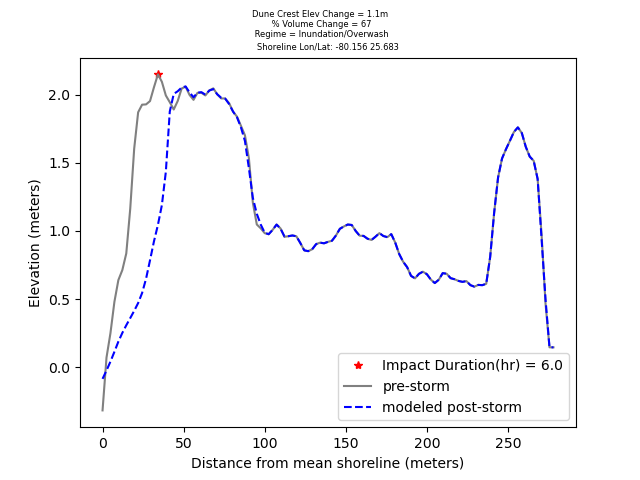 Dune Crest Elev Change = 1.1m
% Volume Change = 67
Regime = Inundation/Overwash
Shoreline Lon/Lat: -80.156 25.683
Elevation (meters)
2.0
1.5
1.0
0.5
0.0
Impact Duration(hr) = 6.0
pre-storm
modeled post-storm
0 50 100 150 200 250
Distance from mean shoreline (meters)